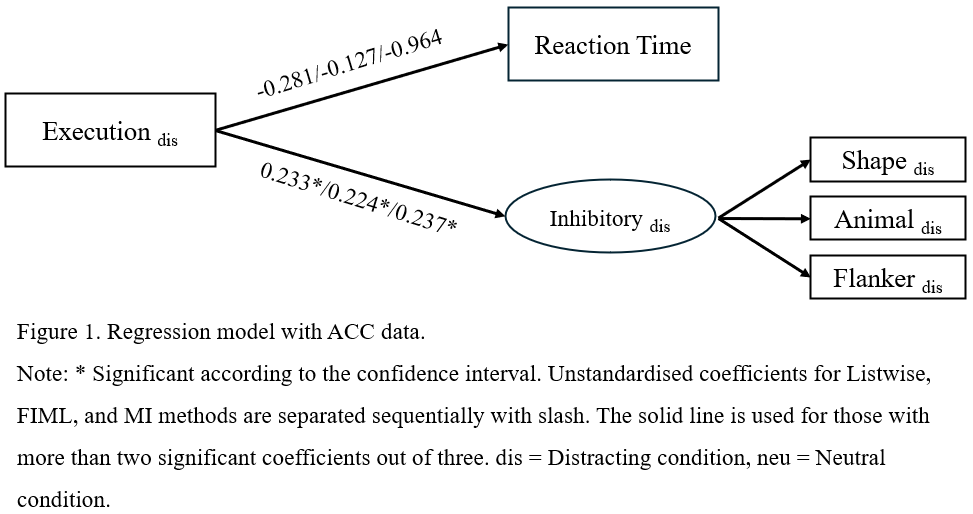 Reaction Time
-0.281/-0.127/-0.964
Execution dis
0.233*/0.224*/0.237*
Inhibitory dis
Shape dis
Animal dis
Flanker dis
Figure 1. Regression model with ACC data.
Note: * Significant according to the confidence interval. Unstandardised coefficients for Listwise,
FIML, and MI methods are separated sequentially with slash. The solid line is used for those with
more than two significant coefficients out of three. dis = Distracting condition, neu = Neutral
condition.